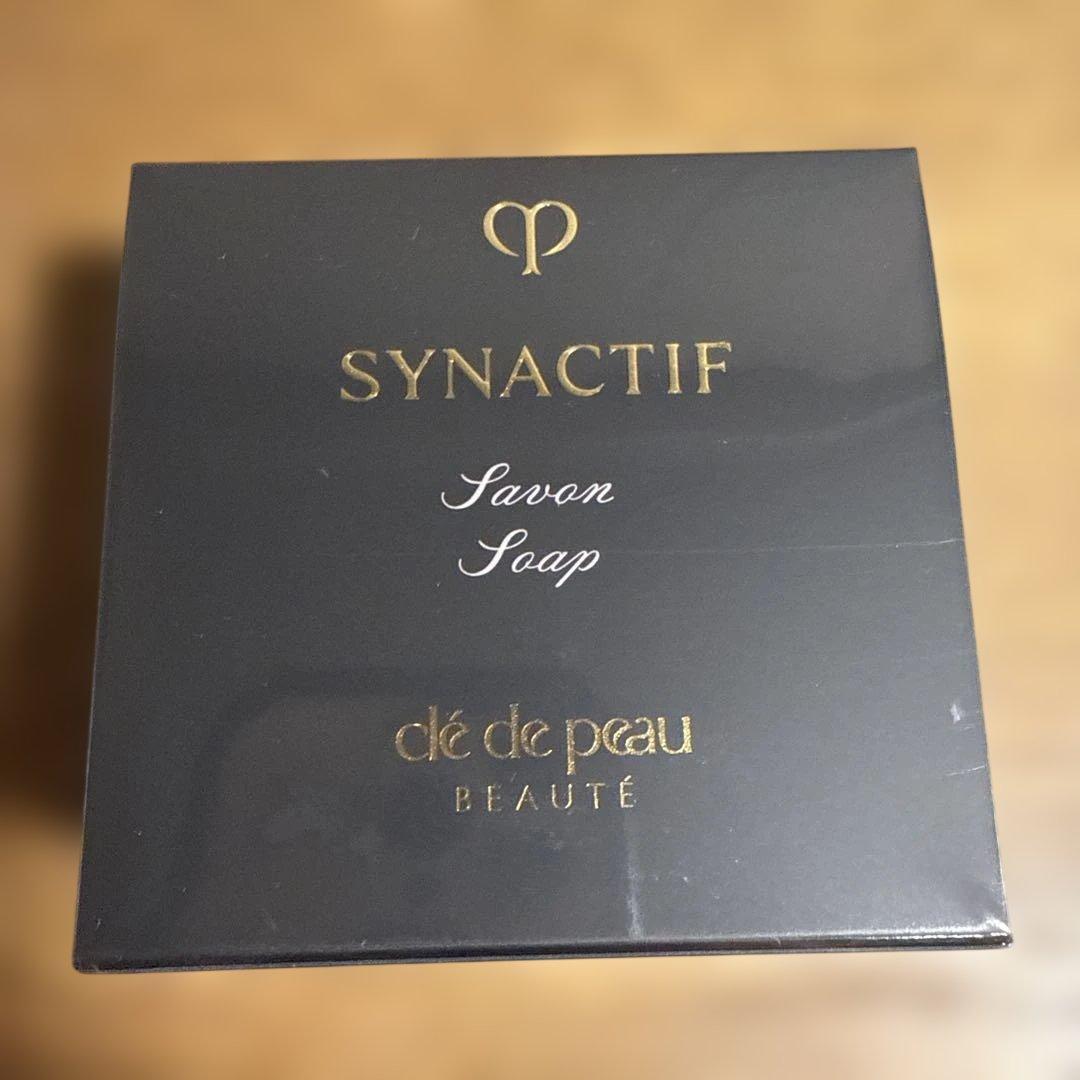 SYNACTIF
Savon
Soap
clé de peau
BEAUTÉ